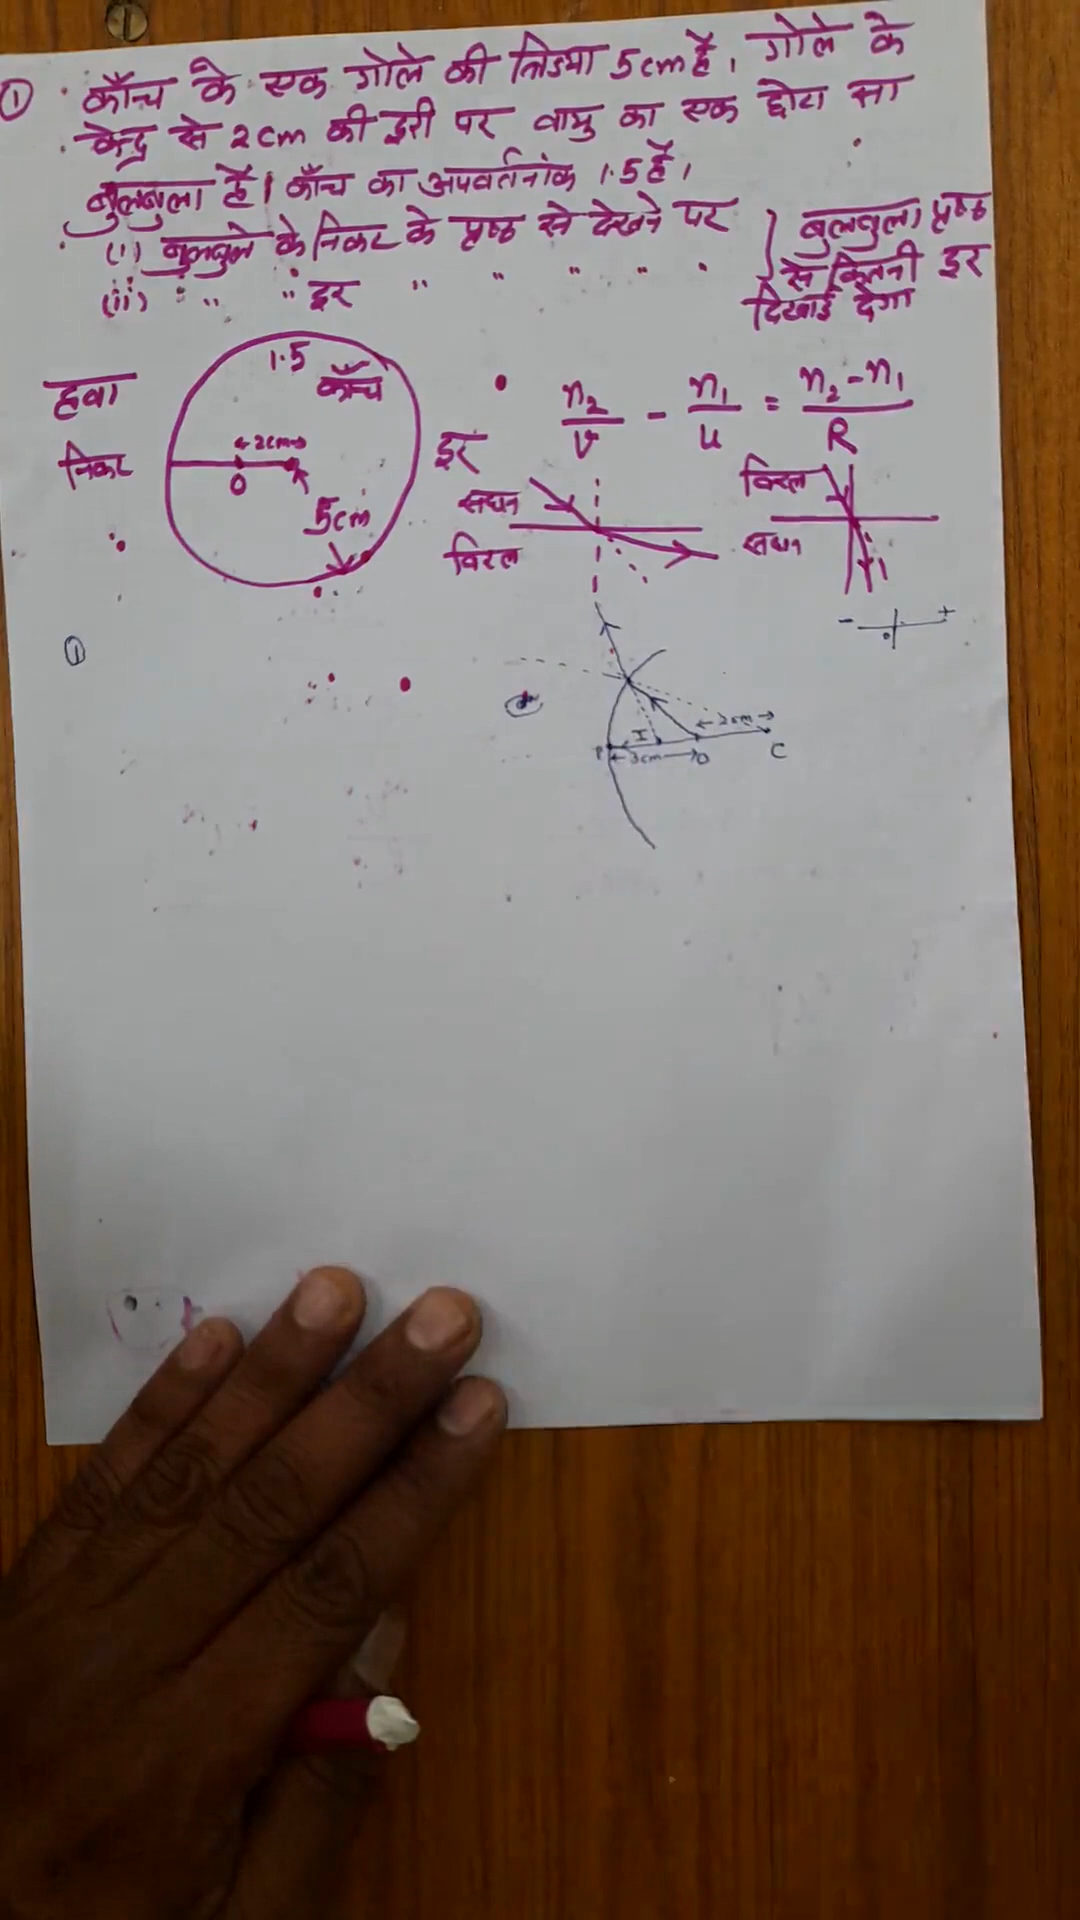 ① काँच के एक गोले की त्रिज्या 5cm है, गोले के
केन्द्र से 2cm की दूरी पर वायु का एक छोटा सा
बुलबुला है। काँच का अपवर्तनांक 1.5 है।
(i) बुलबुले के निकट के पृष्ठ से देखने पर
(ii) " " दूर " " " "
} बुलबुला पृष्ठ
से कितनी दूर
दिखाई देगा
हवा
1.5
काँच
निकट
2cm
O
5cm
दूर
n₂/v - n₁/u = n₂-n₁/R
सघन
विरल
विरल
सघन
- +
①
2cm
P I 3cm O C